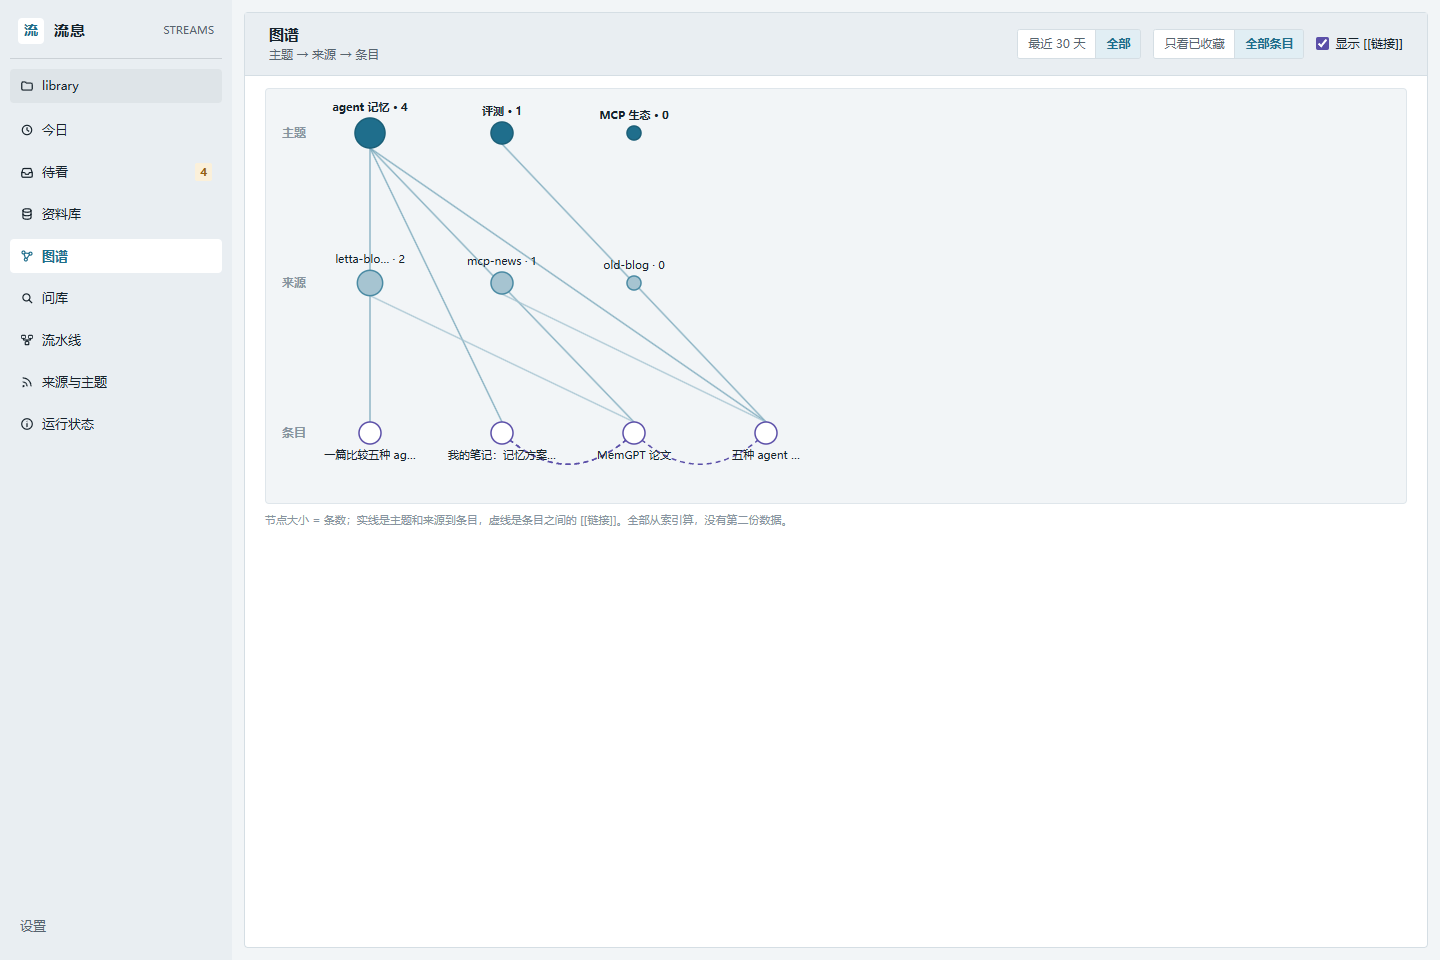 流 流息 STREAMS
library
今日
待看 4
资料库
图谱
问库
流水线
来源与主题
运行状态
设置
图谱
主题 → 来源 → 条目
最近 30 天 全部 只看已收藏 全部条目 显示 [[链接]]
agent 记忆 • 4 评测 • 1 MCP 生态 • 0
主题
letta-blo... · 2 mcp-news · 1 old-blog · 0
来源
条目
一篇比较五种 ag... 我的笔记：记忆方案... MemGPT 论文 五种 agent ...
节点大小 = 条数；实线是主题和来源到条目，虚线是条目之间的 [[链接]]。全部从索引算，没有第二份数据。